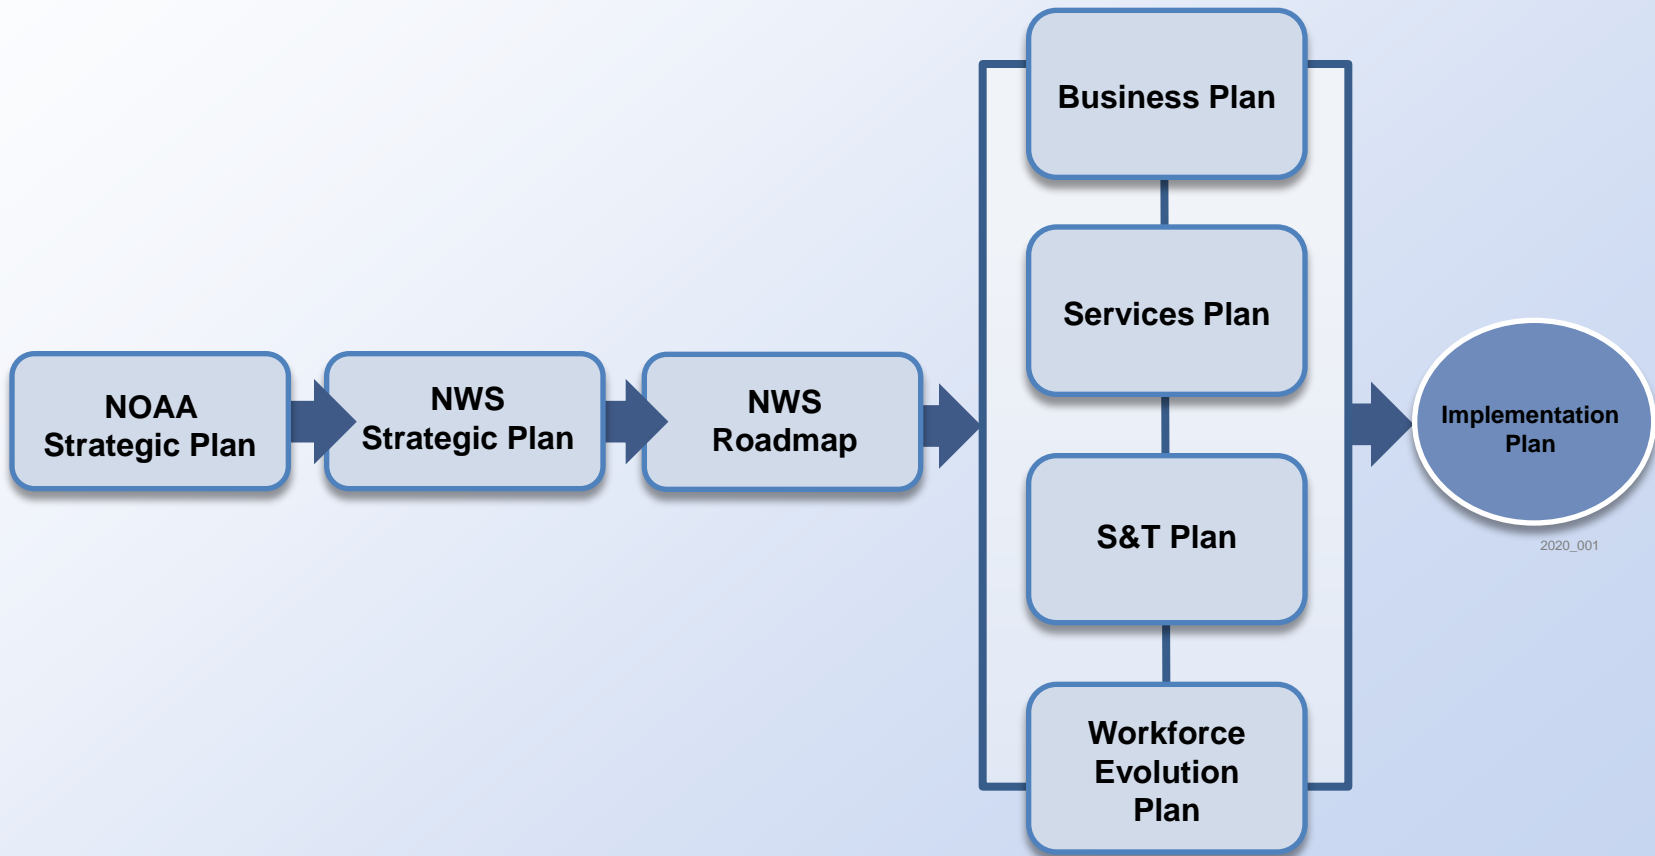 NOAA
Strategic Plan
NWS
Strategic Plan
NWS
Roadmap
Business Plan
Services Plan
S&T Plan
Workforce
Evolution
Plan
Implementation
Plan
2020_001